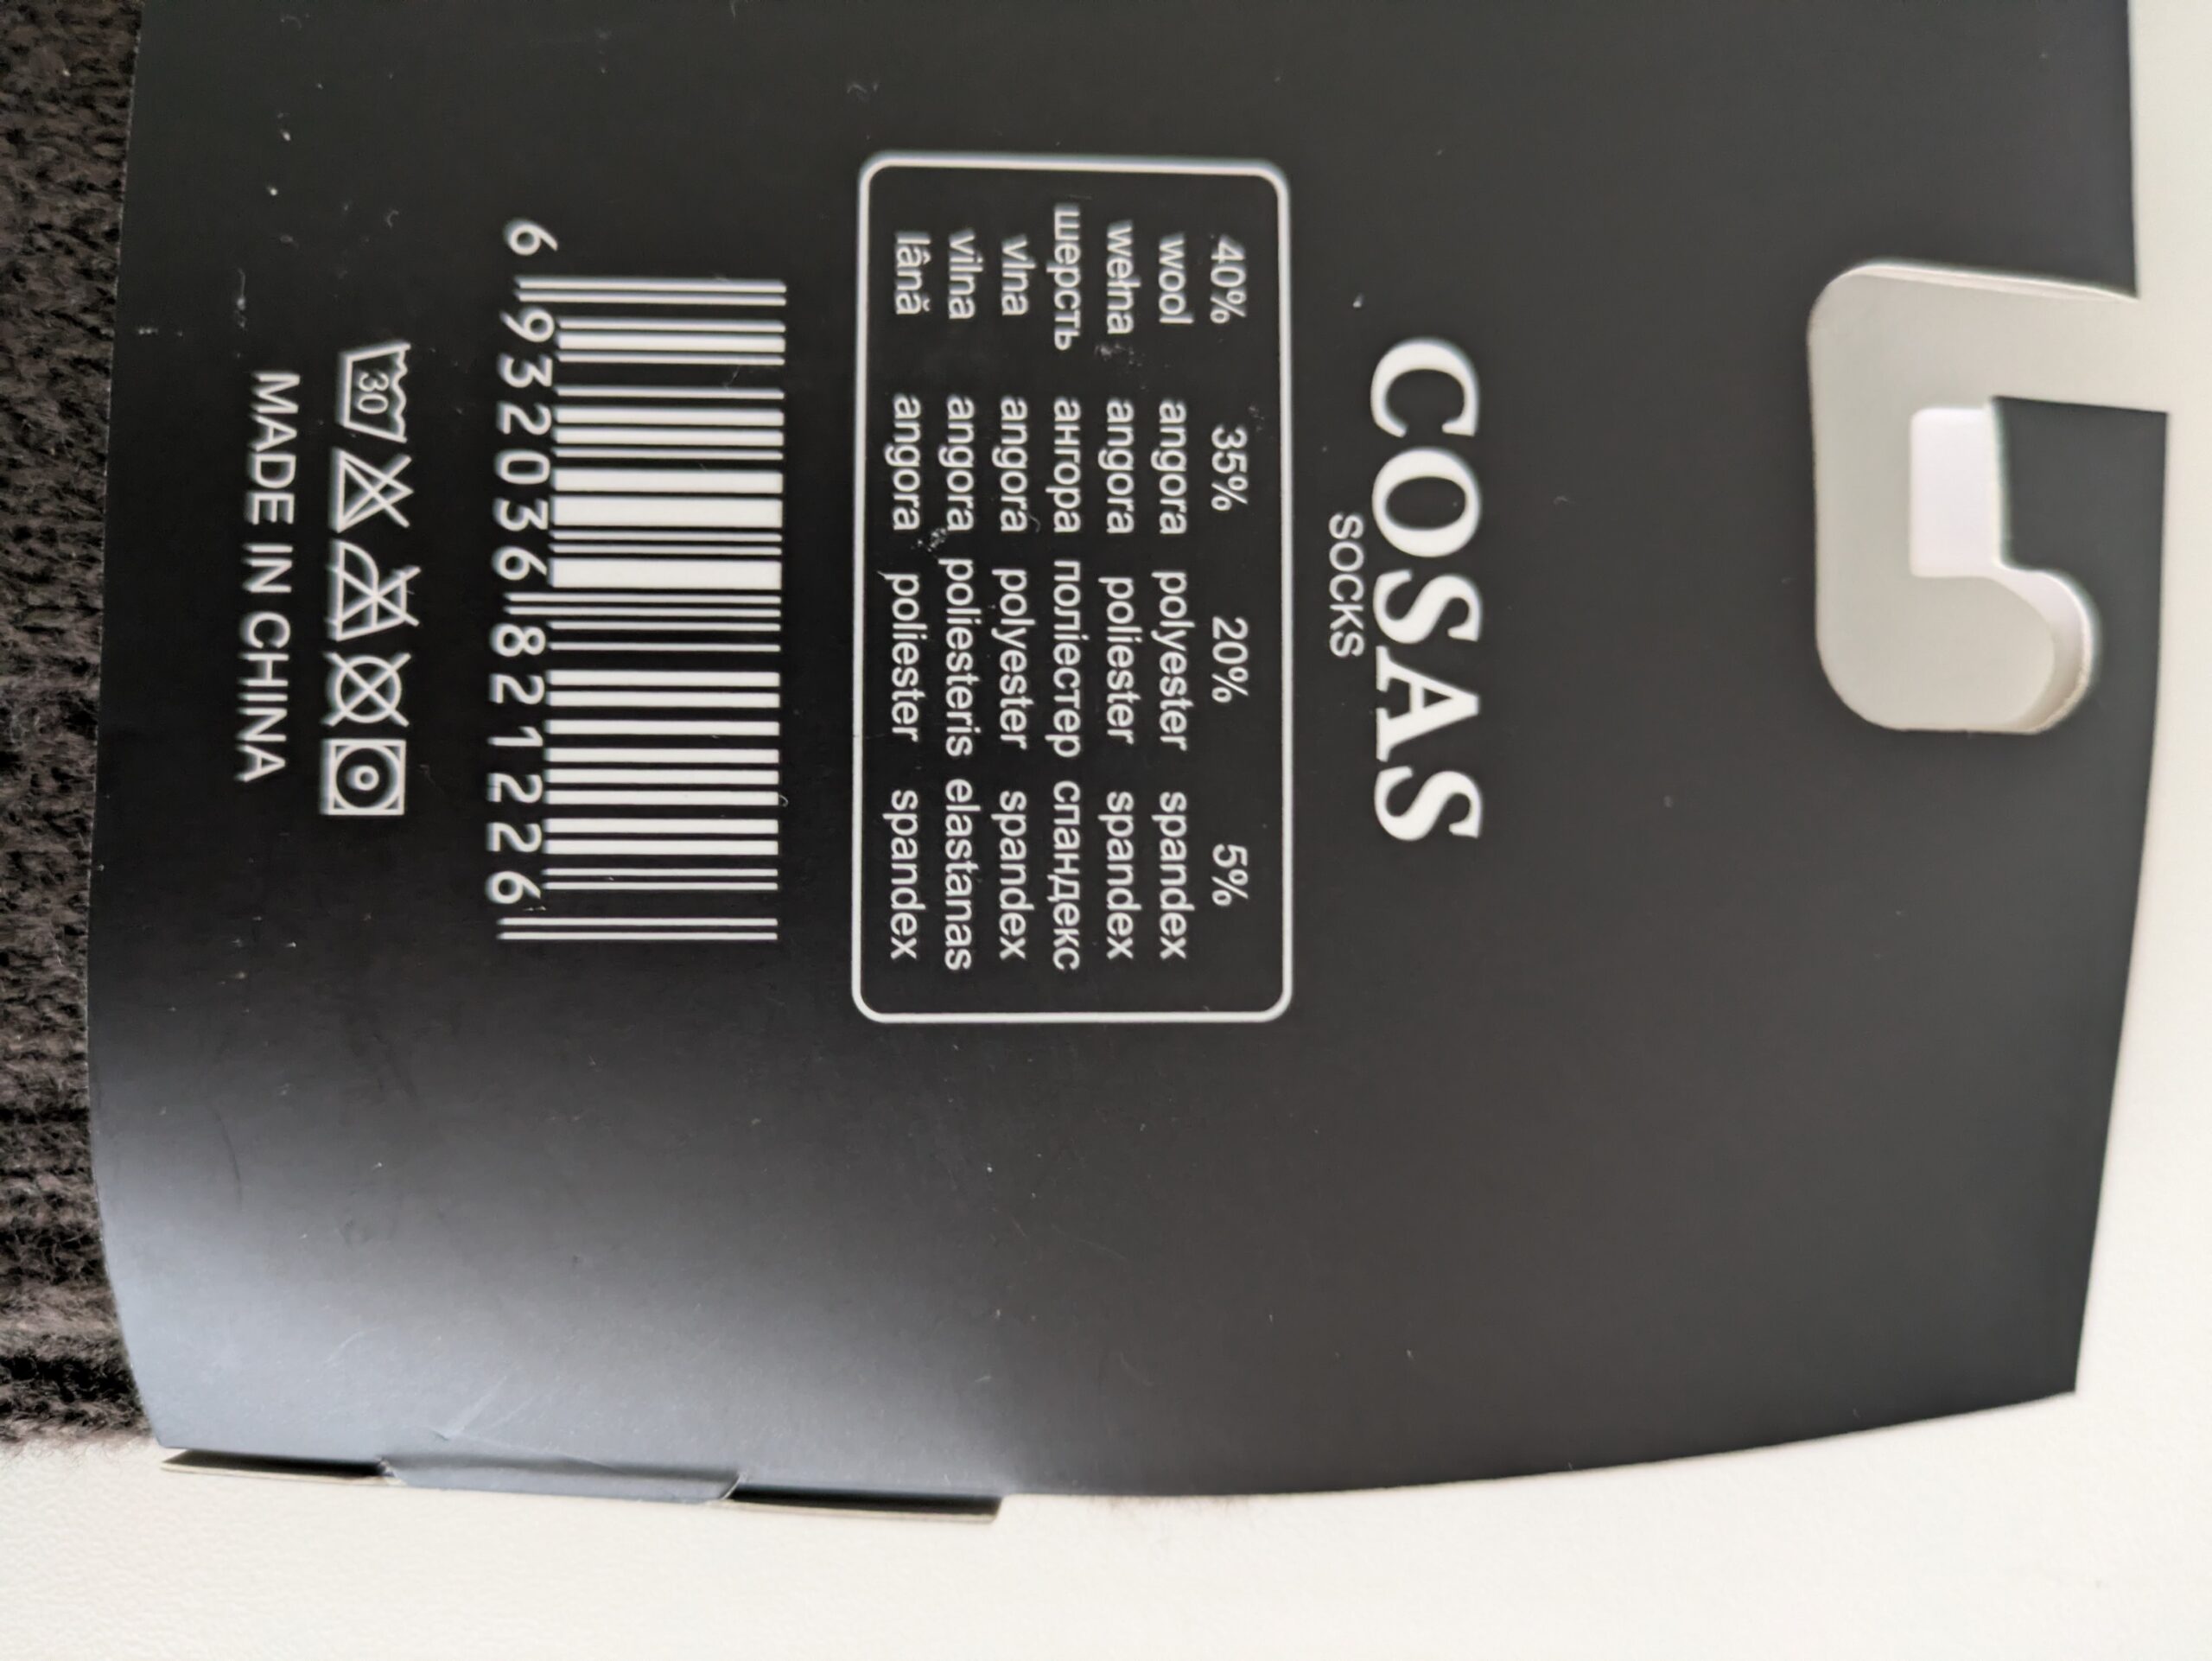 COSAS
SOCKS
40% 35% 20% 5%
wool angora polyester spandex
wełna angora poliester spandex
шерсть ангора поліестер спандекс
vlna angora polyester spandex
vilna angora poliesteris elastanas
lână angora poliester spandex
6 932036 821226
30
MADE IN CHINA